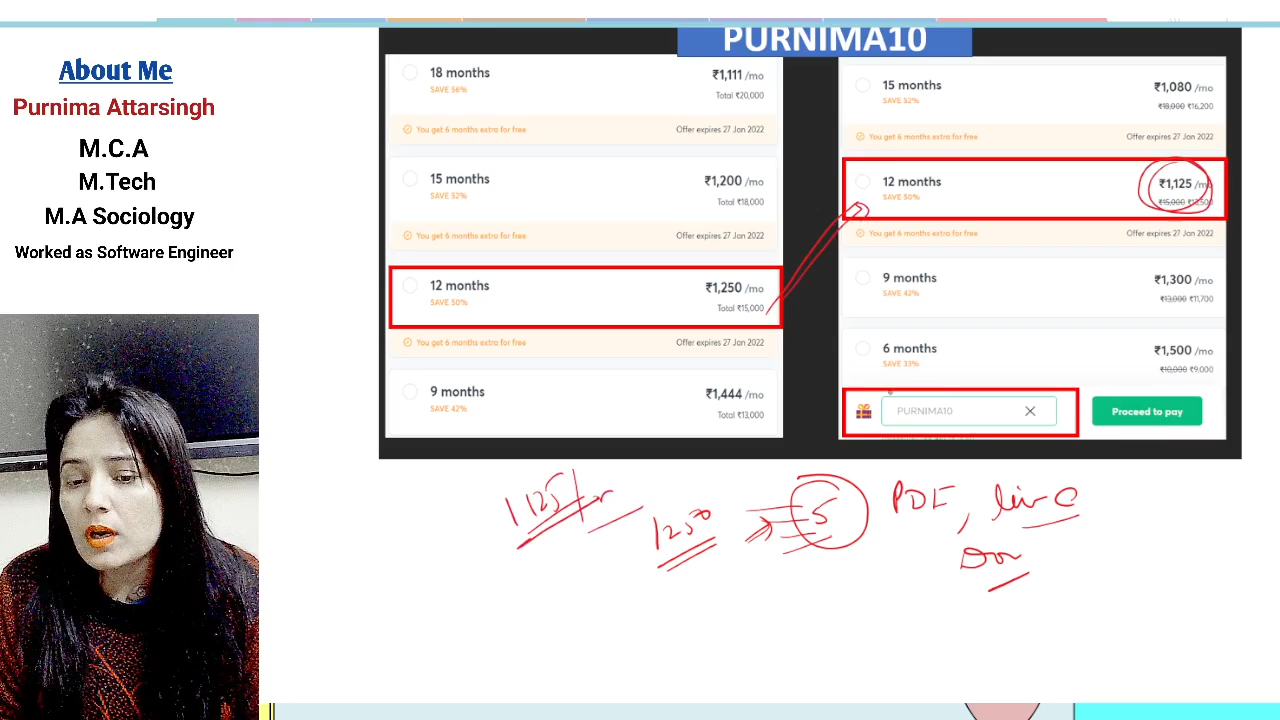 PURNIMA10
About Me
Purnima Attarsingh
M.C.A
M.Tech
M.A Sociology
Worked as Software Engineer
18 months
₹1,111 /mo
SAVE 56%
Total ₹20,000
You get 6 months extra for free
Offer expires 27 Jan 2022
15 months
₹1,200 /mo
SAVE 52%
Total ₹18,000
You get 6 months extra for free
Offer expires 27 Jan 2022
12 months
₹1,250 /mo
SAVE 50%
Total ₹15,000
You get 6 months extra for free
Offer expires 27 Jan 2022
9 months
₹1,444 /mo
SAVE 42%
Total ₹13,000
15 months
₹1,080 /mo
SAVE 52%
₹18,000 ₹16,200
You get 6 months extra for free
Offer expires 27 Jan 2022
12 months
₹1,125 /mo
SAVE 50%
₹15,000 ₹13,500
You get 6 months extra for free
Offer expires 27 Jan 2022
9 months
₹1,300 /mo
SAVE 42%
₹13,000 ₹11,700
6 months
₹1,500 /mo
SAVE 33%
₹10,000 ₹9,000
PURNIMA10
Proceed to pay
1125/
1250
5
PDF, live